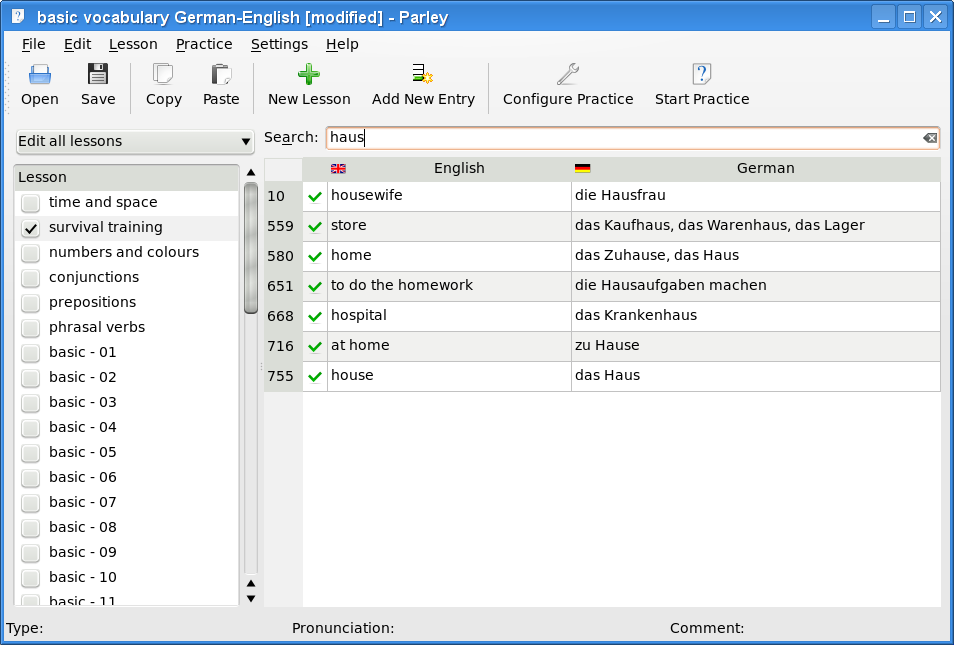 basic vocabulary German-English [modified] - Parley
File Edit Lesson Practice Settings Help
Open Save Copy Paste New Lesson Add New Entry Configure Practice Start Practice
Edit all lessons
Search: haus
Lesson
time and space
survival training
numbers and colours
conjunctions
prepositions
phrasal verbs
basic - 01
basic - 02
basic - 03
basic - 04
basic - 05
basic - 06
basic - 07
basic - 08
basic - 09
basic - 10
basic - 11
English German
10 housewife die Hausfrau
559 store das Kaufhaus, das Warenhaus, das Lager
580 home das Zuhause, das Haus
651 to do the homework die Hausaufgaben machen
668 hospital das Krankenhaus
716 at home zu Hause
755 house das Haus
Type: Pronunciation: Comment: